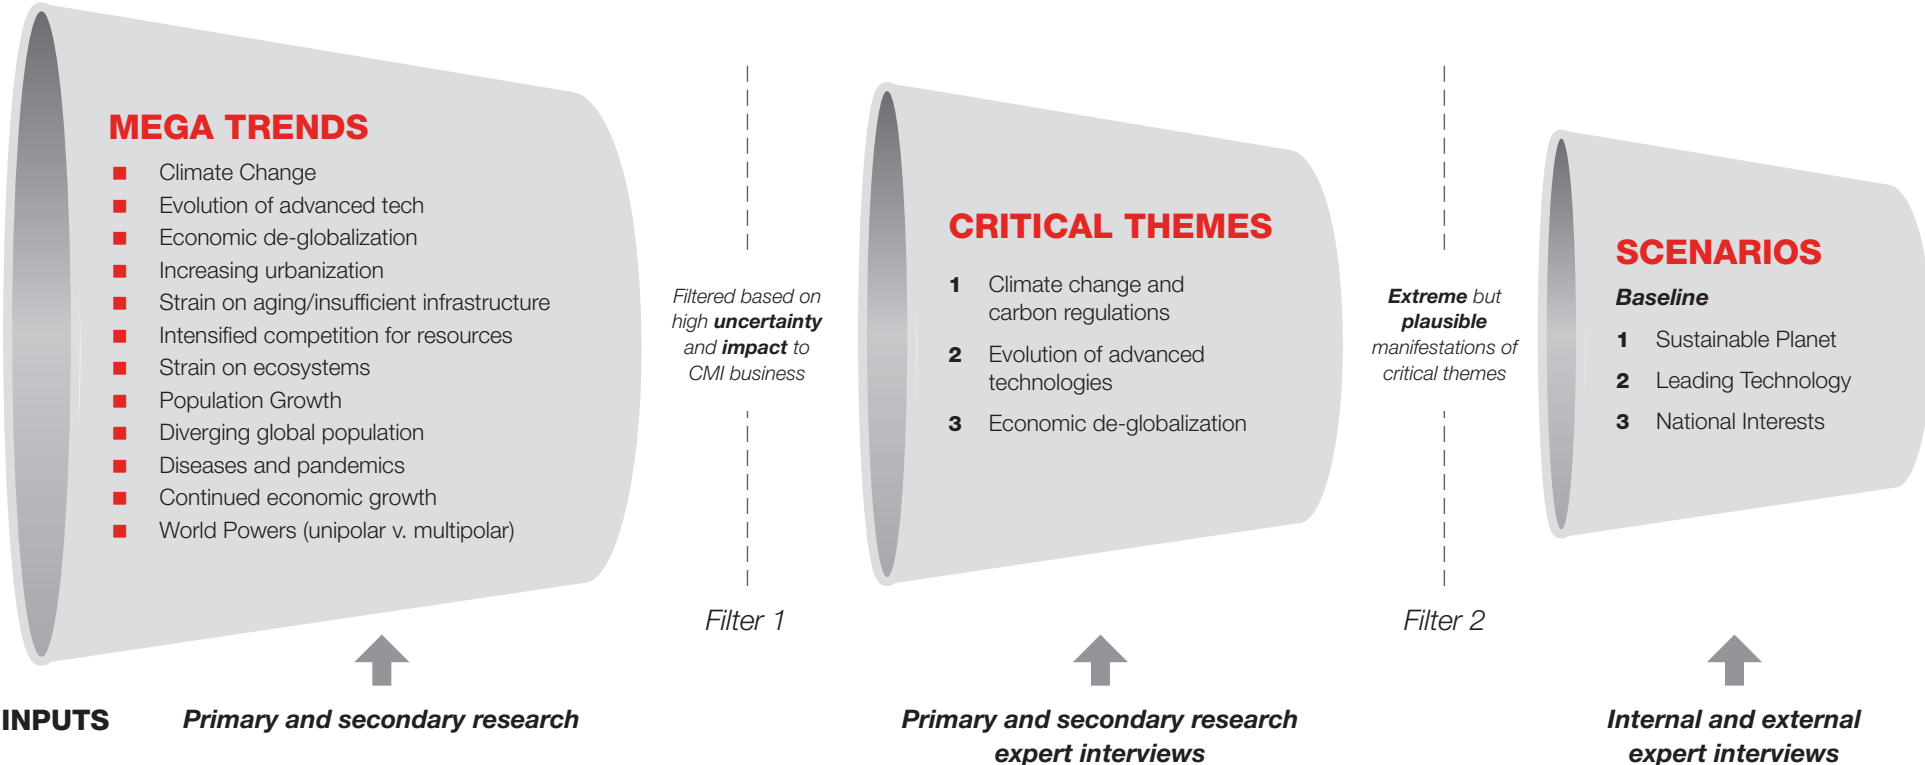 MEGA TRENDS
■ Climate Change
■ Evolution of advanced tech
■ Economic de-globalization
■ Increasing urbanization
■ Strain on aging/insufficient infrastructure
■ Intensified competition for resources
■ Strain on ecosystems
■ Population Growth
■ Diverging global population
■ Diseases and pandemics
■ Continued economic growth
■ World Powers (unipolar v. multipolar)
Filtered based on
high uncertainty
and impact to
CMI business
Filter 1
CRITICAL THEMES
1 Climate change and
carbon regulations
2 Evolution of advanced
technologies
3 Economic de-globalization
Extreme but
plausible
manifestations of
critical themes
Filter 2
SCENARIOS
Baseline
1 Sustainable Planet
2 Leading Technology
3 National Interests
INPUTS
Primary and secondary research
Primary and secondary research
expert interviews
Internal and external
expert interviews